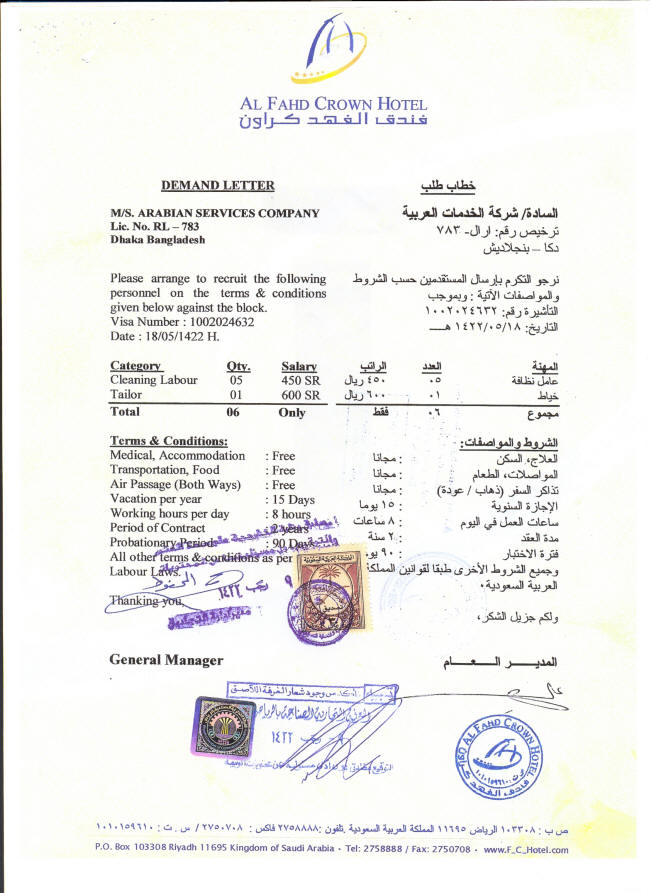 AL FAHD CROWN HOTEL
فندق الفهد كراون
DEMAND LETTER
خطاب طلب
M/S. ARABIAN SERVICES COMPANY
Lic. No. RL – 783
Dhaka Bangladesh
السادة/ شركة الخدمات العربية
ترخيص رقم: ارال- ٧٨٣
دكا – بنجلاديش
Please arrange to recruit the following
personnel on the terms & conditions
given below against the block.
Visa Number : 1002024632
Date : 18/05/1422 H.
نرجو التكرم بإرسال المستقدمين حسب الشروط
والمواصفات الآتية : وبموجب
التأشيرة رقم: ١٠٠٢٠٢٤٦٣٢
التاريخ: ١٤٢٢/٠٥/١٨ هـ
Category Qty. Salary
Cleaning Labour 05 450 SR
Tailor 01 600 SR
Total 06 Only
المهنة العدد الراتب
عامل نظافة ٠٥ ٤٥٠ ريال
خياط ٠١ ٦٠٠ ريال
مجموع ٠٦ فقط
Terms & Conditions:
Medical, Accommodation : Free
Transportation, Food : Free
Air Passage (Both Ways) : Free
Vacation per year : 15 Days
Working hours per day : 8 hours
Period of Contract : 2 years
Probationary Period : 90 Days
All other terms & conditions as per
Labour Laws.
Thanking you,
الشروط والمواصفات:
العلاج، السكن : مجانا
المواصلات، الطعام : مجانا
تذاكر السفر (ذهاب / عودة) : مجانا
الإجازة السنوية : ١٥ يوما
ساعات العمل في اليوم : ٨ ساعات
مدة العقد : ٢ سنة
فترة الاختبار : ٩٠
وجميع الشروط الأخرى طبقا لقوانين المملكة
العربية السعودية.
ولكم جزيل الشكر،
٩ رجب ١٤٢٢
General Manager
المدير العام
رجب ١٤٢٢
AL FAHD CROWN HOTEL
فندق الفهد كراون
ص ب : ١٠٣٣٠٨ الرياض ١١٦٩٥ المملكة العربية السعودية . تلفون :٢٧٥٨٨٨٨ فاكس : ٢٧٥٠٧٠٨ / س . ت : ١٠١٠١٥٩٦١٠
P.O. Box 103308 Riyadh 11695 Kingdom of Saudi Arabia • Tel: 2758888 / Fax: 2750708 • www.F_C_Hotel.com